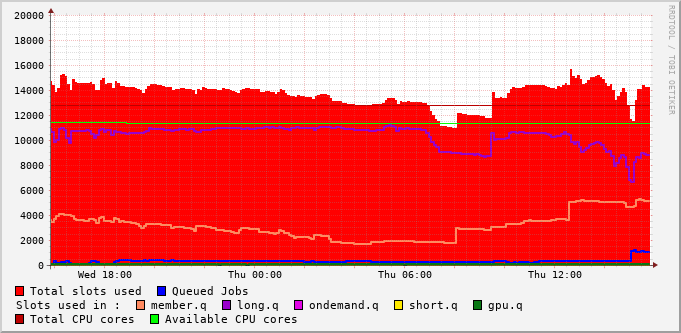 20000
18000
16000
14000
12000
10000
8000
6000
4000
2000
0
Wed 18:00 Thu 00:00 Thu 06:00 Thu 12:00
Total slots used Queued Jobs
Slots used in : member.q long.q ondemand.q short.q gpu.q
Total CPU cores Available CPU cores
RRDTOOL / TOBI OETIKER